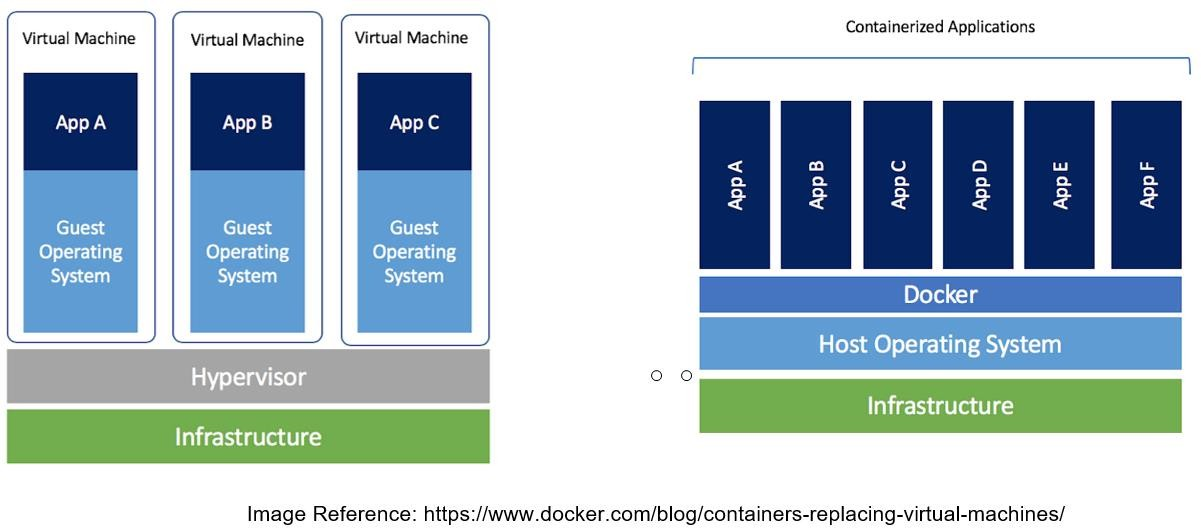 Virtual Machine
App A
Guest
Operating
System
Virtual Machine
App B
Guest
Operating
System
Virtual Machine
App C
Guest
Operating
System
Hypervisor
Infrastructure
Containerized Applications
App A
App B
App C
App D
App E
App F
Docker
Host Operating System
Infrastructure
Image Reference: https://www.docker.com/blog/containers-replacing-virtual-machines/